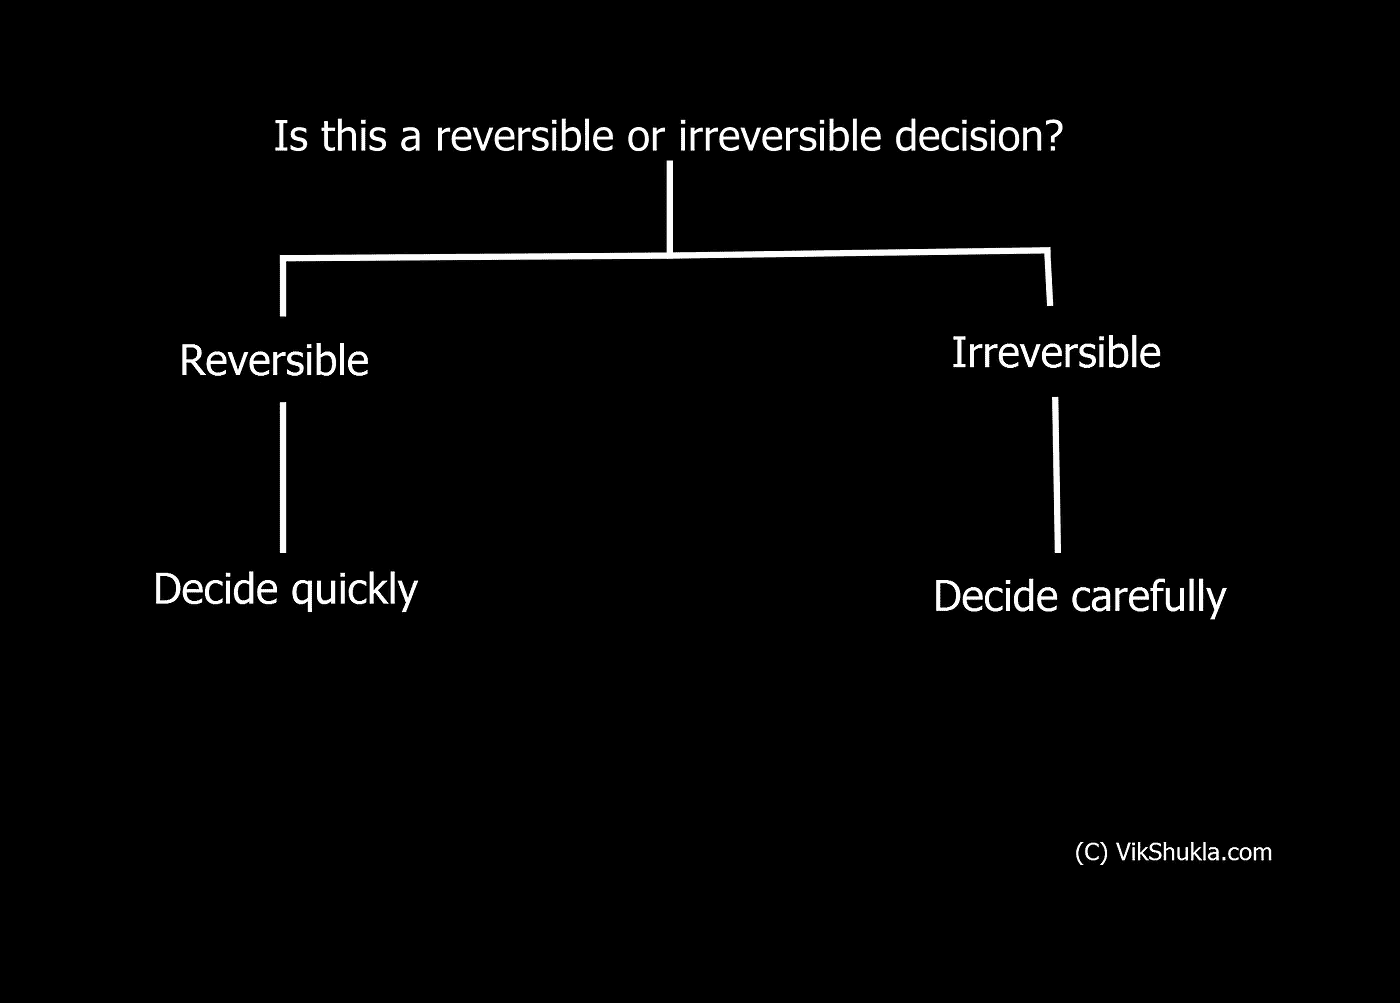 Is this a reversible or irreversible decision?
Reversible
Irreversible
Decide quickly
Decide carefully
(C) VikShukla.com